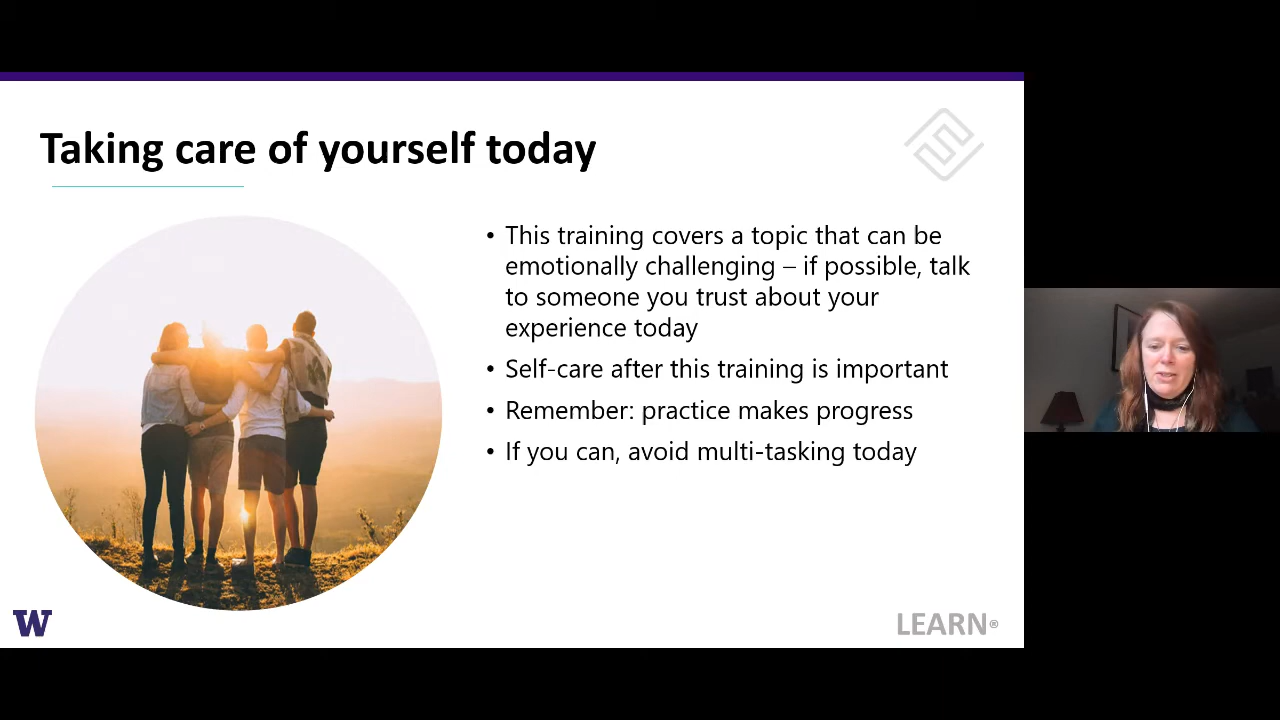 Taking care of yourself today
• This training covers a topic that can be
emotionally challenging – if possible, talk
to someone you trust about your
experience today
• Self-care after this training is important
• Remember: practice makes progress
• If you can, avoid multi-tasking today
W
LEARN®